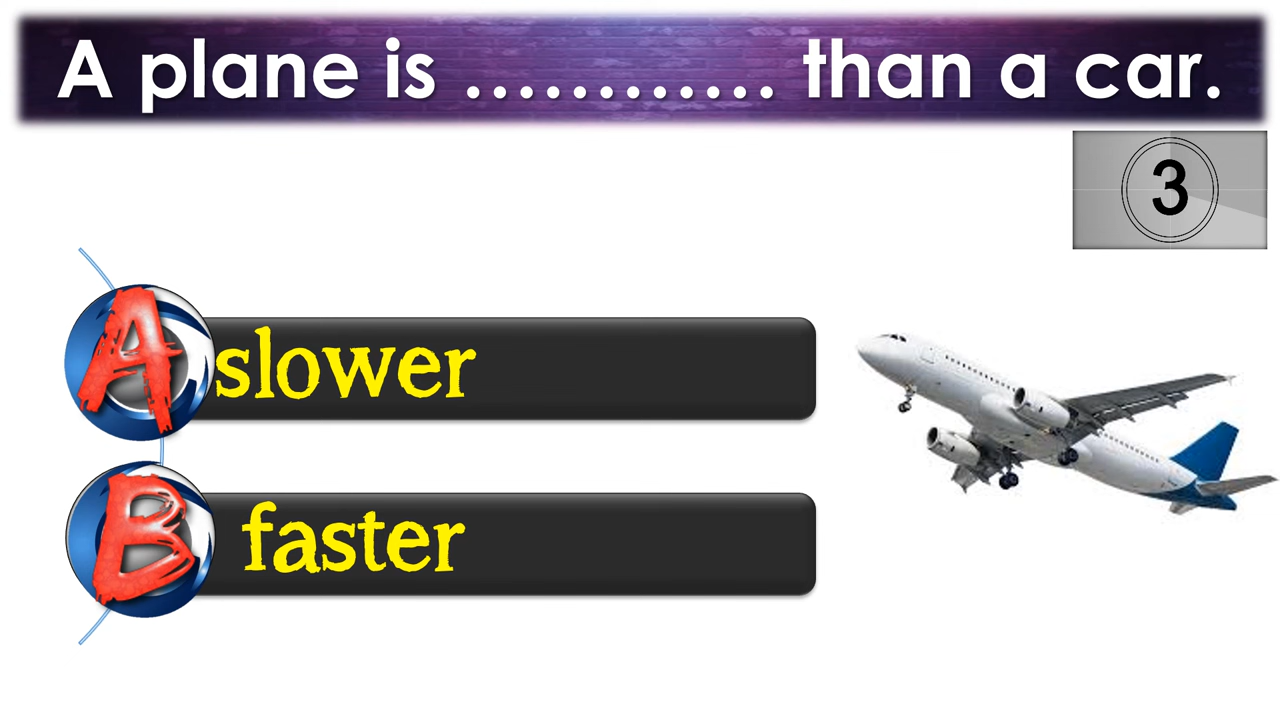 A plane is ............ than a car.
3
A slower
B faster